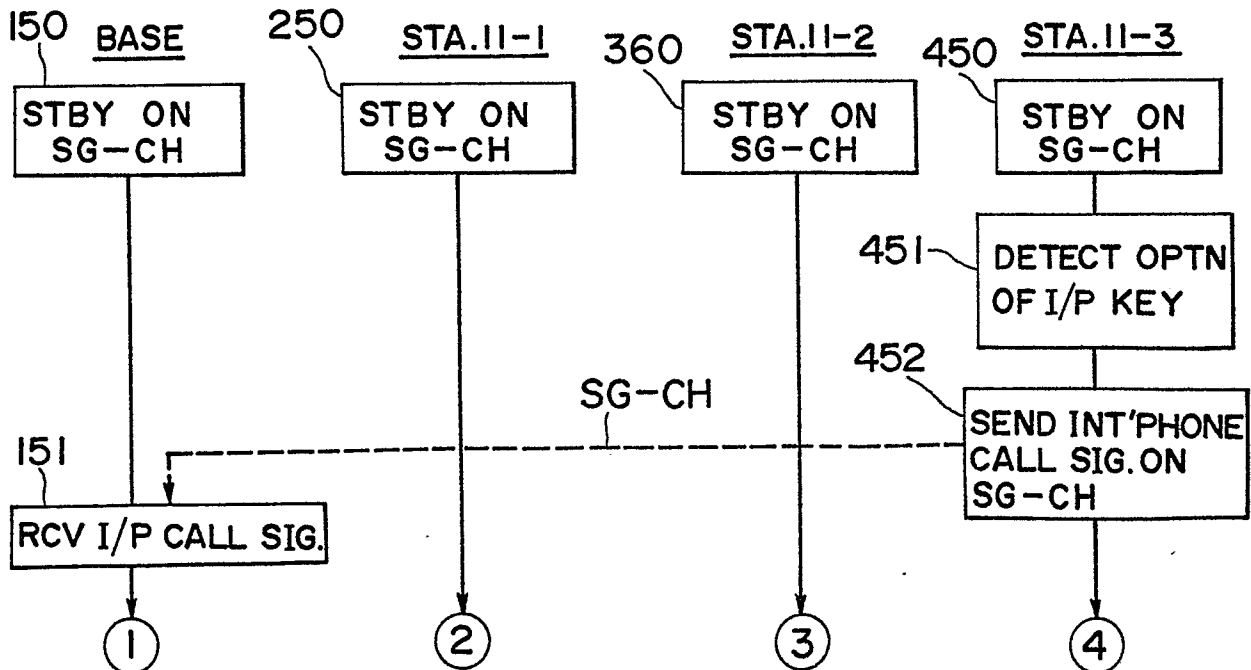 150 BASE 250 STA.11-1 360 STA.11-2 450 STA.11-3
STBY ON
SG-CH
STBY ON
SG-CH
STBY ON
SG-CH
STBY ON
SG-CH
451
DETECT OPTN
OF I/P KEY
452
SG-CH
SEND INT'PHONE
CALL SIG. ON
SG-CH
151
RCV I/P CALL SIG.
1 2 3 4